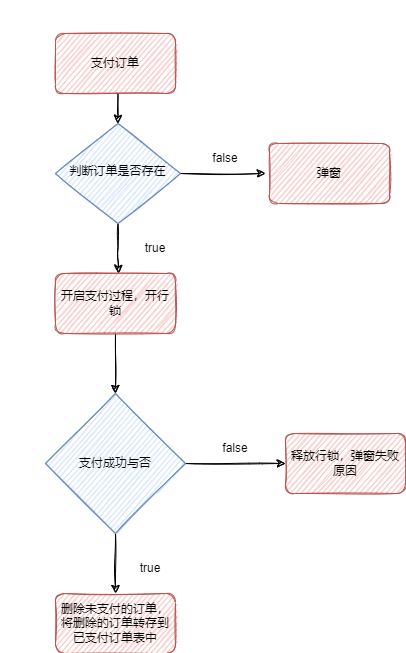 支付订单
判断订单是否存在
false
弹窗
true
开启支付过程，开行
锁
支付成功与否
false
释放行锁，弹窗失败
原因
true
删除未支付的订单，
将删除的订单转存到
已支付订单表中